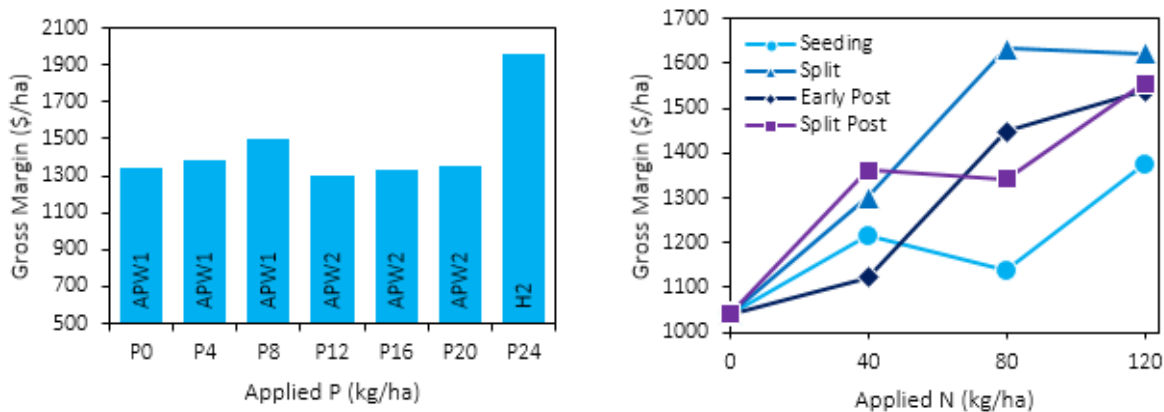 Gross Margin ($/ha)
2100
1900
1700
1500
1300
1100
900
700
500
APW1
APW1
APW1
APW2
APW2
APW2
H2
P0 P4 P8 P12 P16 P20 P24
Applied P (kg/ha)
Gross Margin ($/ha)
1700
1600
1500
1400
1300
1200
1100
1000
Seeding
Split
Early Post
Split Post
0 40 80 120
Applied N (kg/ha)